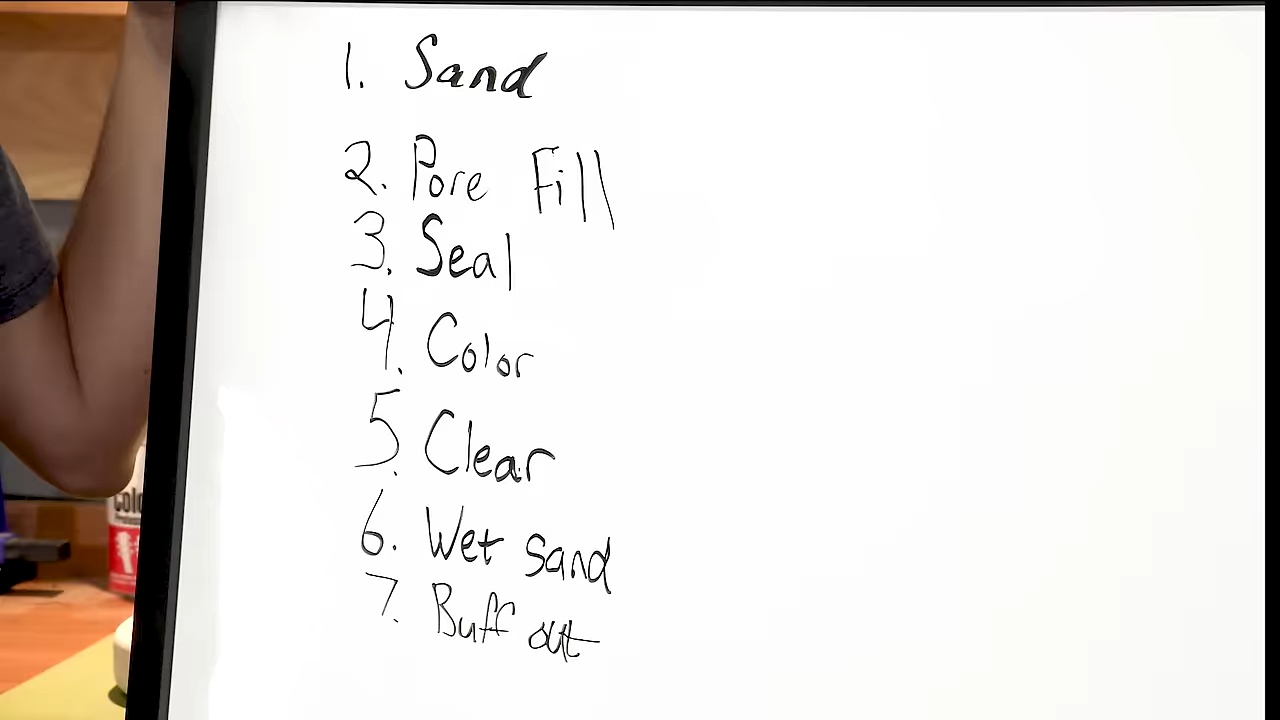 1. Sand
2. Pore Fill
3. Seal
4. Color
5. Clear
6. Wet sand
7. Buff out